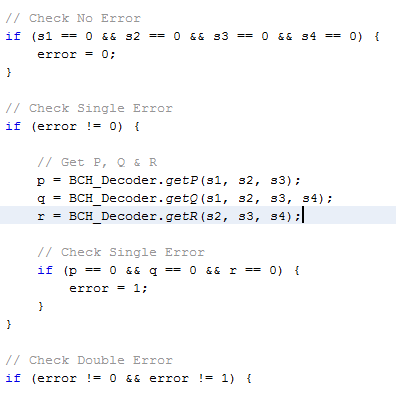 // Check No Error
if (s1 == 0 && s2 == 0 && s3 == 0 && s4 == 0) {
    error = 0;
}

// Check Single Error
if (error != 0) {

    // Get P, Q & R
    p = BCH_Decoder.getP(s1, s2, s3);
    q = BCH_Decoder.getQ(s1, s2, s3, s4);
    r = BCH_Decoder.getR(s2, s3, s4);

    // Check Single Error
    if (p == 0 && q == 0 && r == 0) {
        error = 1;
    }
}

// Check Double Error
if (error != 0 && error != 1) {